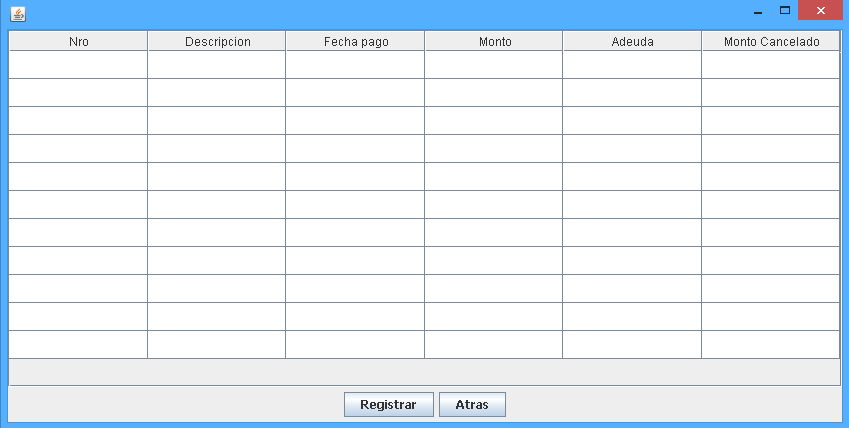 Nro Descripcion Fecha pago Monto Adeuda Monto Cancelado
Registrar Atras